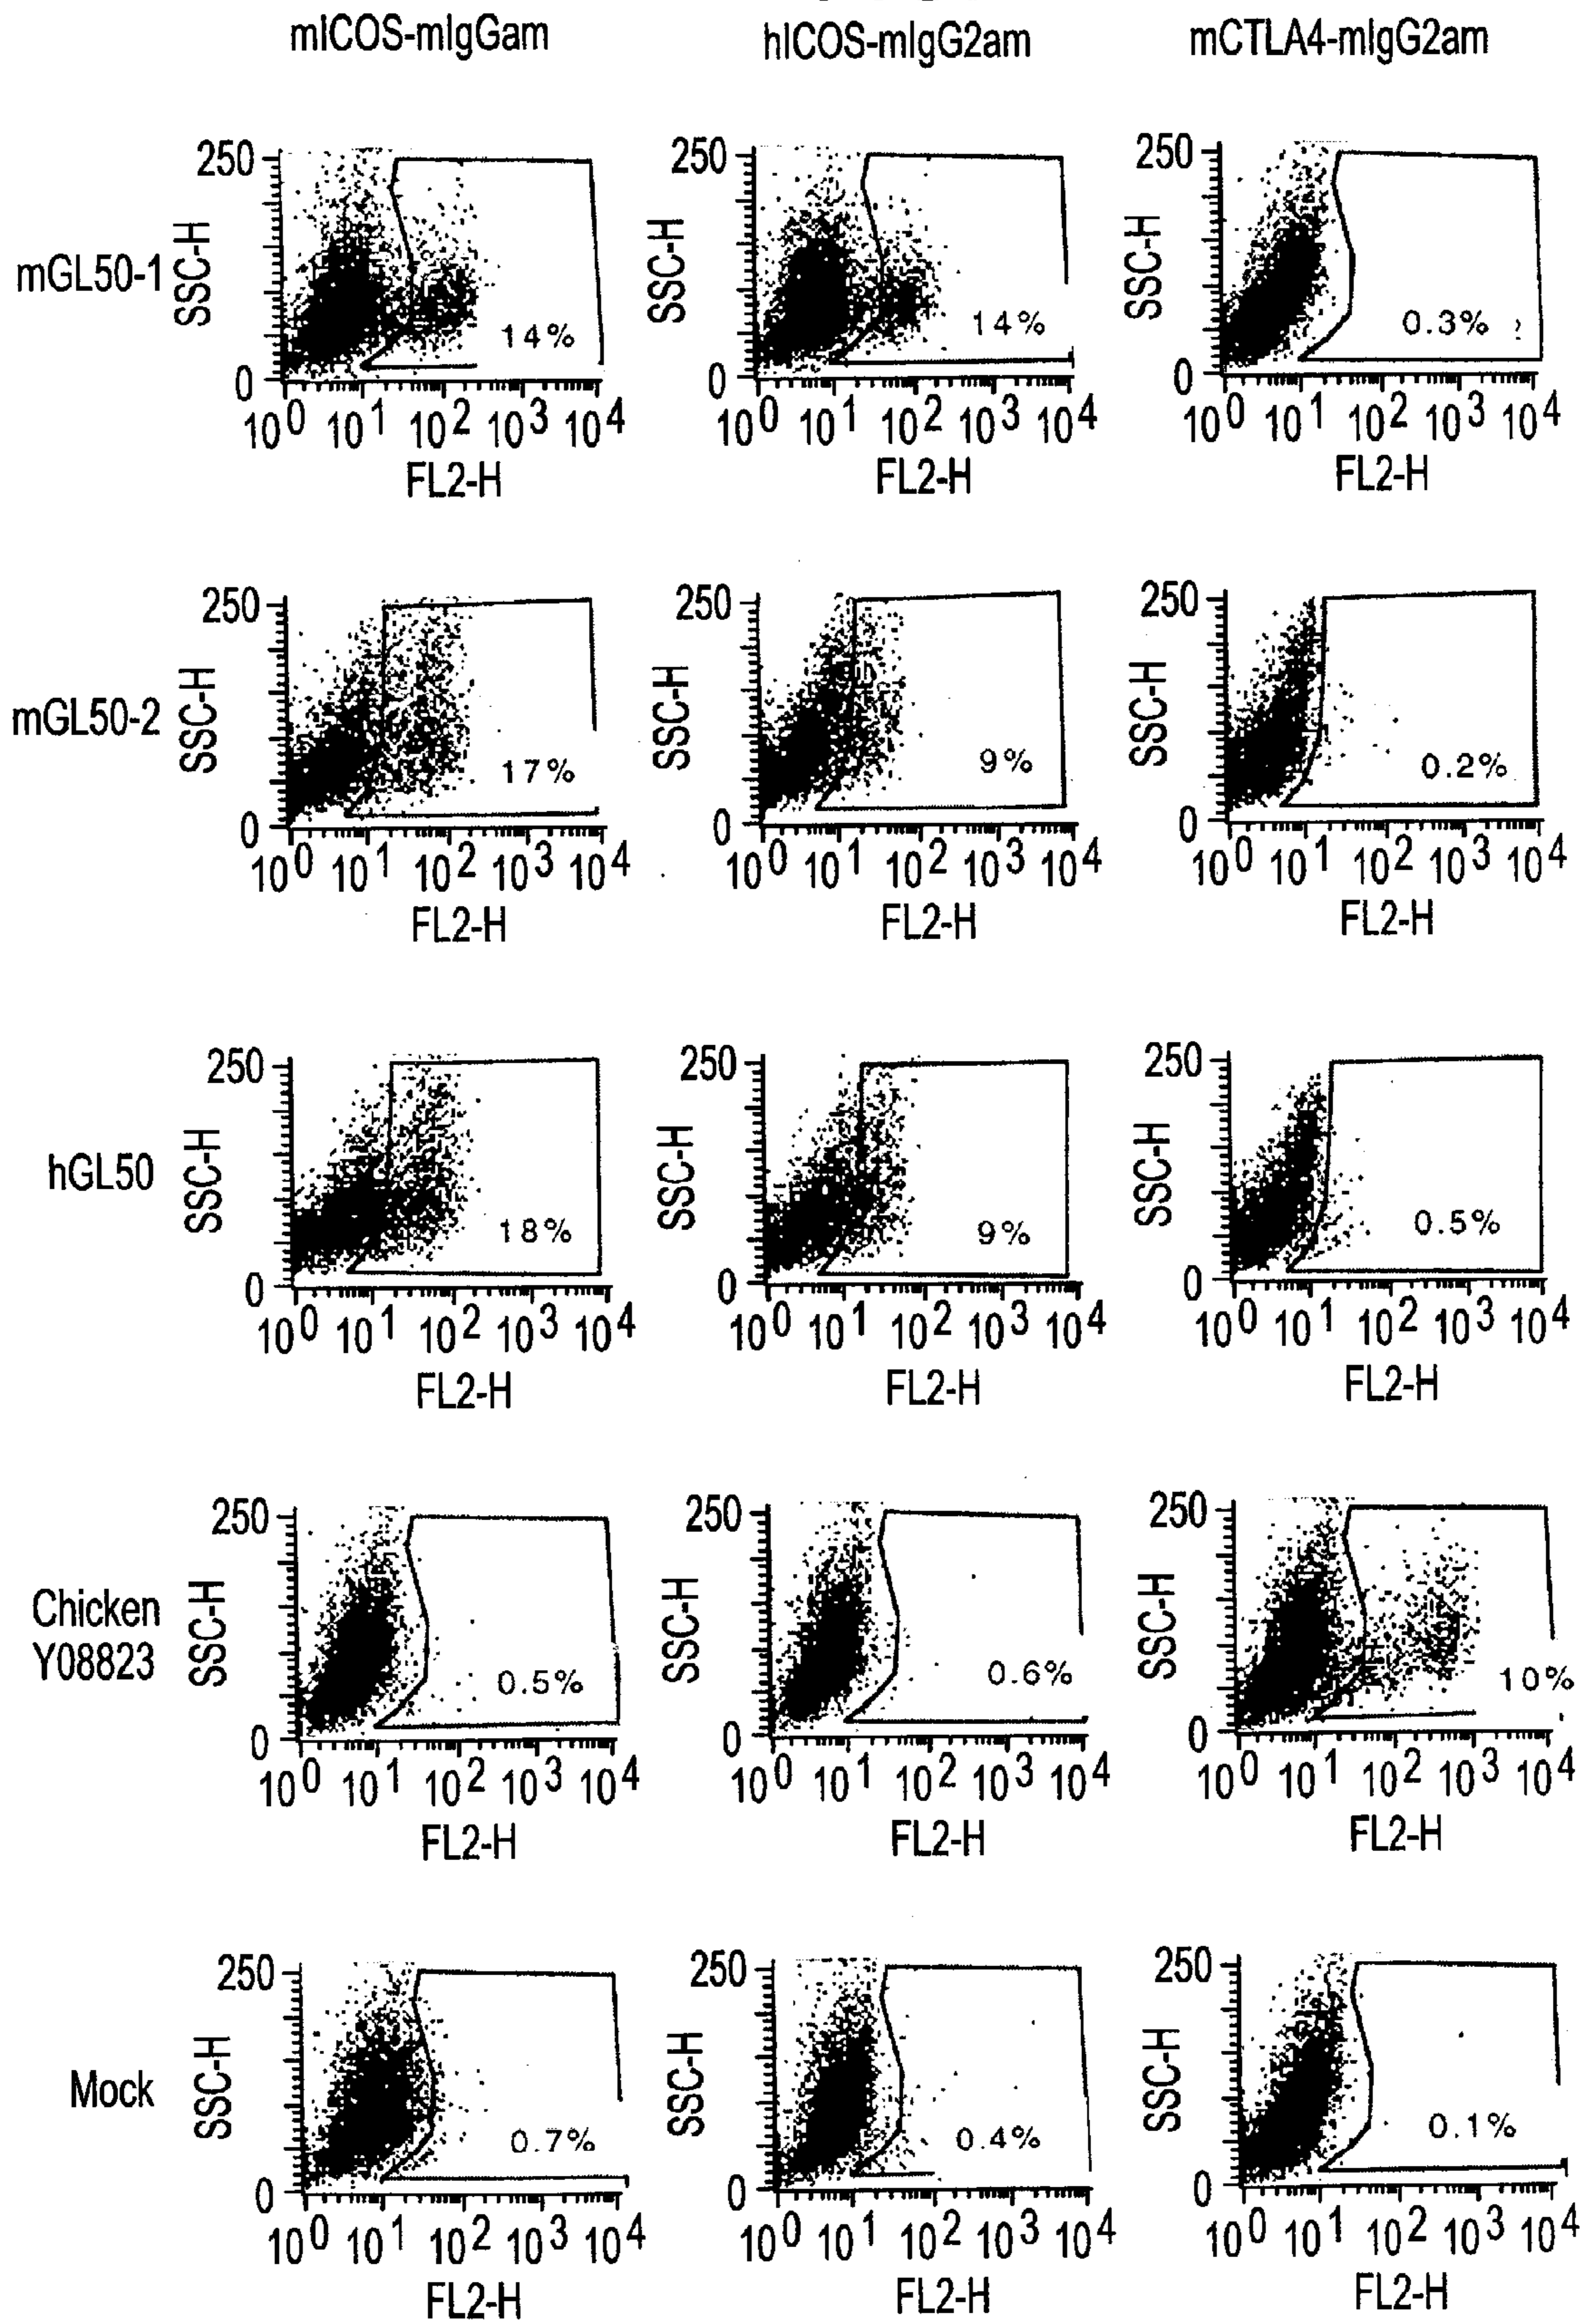 mICOS-mIgGam hICOS-mIgG2am mCTLA4-mIgG2am
mGL50-1
SSC-H 250 0 14% 10^0 10^1 10^2 10^3 10^4 FL2-H
SSC-H 250 0 14% 10^0 10^1 10^2 10^3 10^4 FL2-H
SSC-H 250 0 0.3% 10^0 10^1 10^2 10^3 10^4 FL2-H
mGL50-2
SSC-H 250 0 17% 10^0 10^1 10^2 10^3 10^4 FL2-H
SSC-H 250 0 9% 10^0 10^1 10^2 10^3 10^4 FL2-H
SSC-H 250 0 0.2% 10^0 10^1 10^2 10^3 10^4 FL2-H
hGL50
SSC-H 250 0 18% 10^0 10^1 10^2 10^3 10^4 FL2-H
SSC-H 250 0 9% 10^0 10^1 10^2 10^3 10^4 FL2-H
SSC-H 250 0 0.5% 10^0 10^1 10^2 10^3 10^4 FL2-H
Chicken
Y08823
SSC-H 250 0 0.5% 10^0 10^1 10^2 10^3 10^4 FL2-H
SSC-H 250 0 0.6% 10^0 10^1 10^2 10^3 10^4 FL2-H
SSC-H 250 0 10% 10^0 10^1 10^2 10^3 10^4 FL2-H
Mock
SSC-H 250 0 0.7% 10^0 10^1 10^2 10^3 10^4 FL2-H
SSC-H 250 0 0.4% 10^0 10^1 10^2 10^3 10^4 FL2-H
SSC-H 250 0 0.1% 10^0 10^1 10^2 10^3 10^4 FL2-H